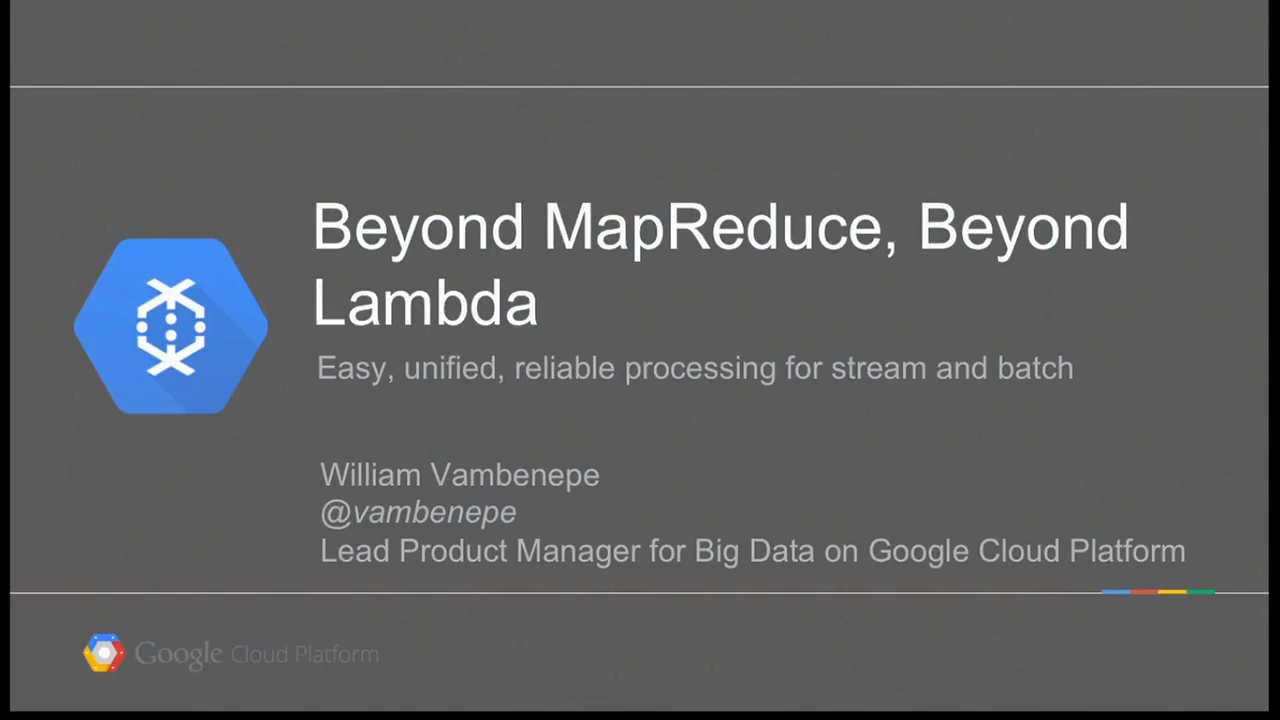 Beyond MapReduce, Beyond
Lambda
Easy, unified, reliable processing for stream and batch
William Vambenepe
@vambenepe
Lead Product Manager for Big Data on Google Cloud Platform
Google Cloud Platform